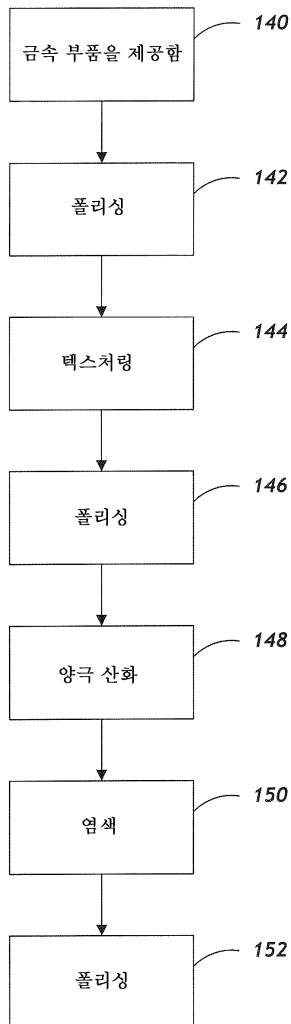 금속 부품을 제공함
140
폴리싱
142
텍스처링
144
폴리싱
146
양극 산화
148
염색
150
폴리싱
152